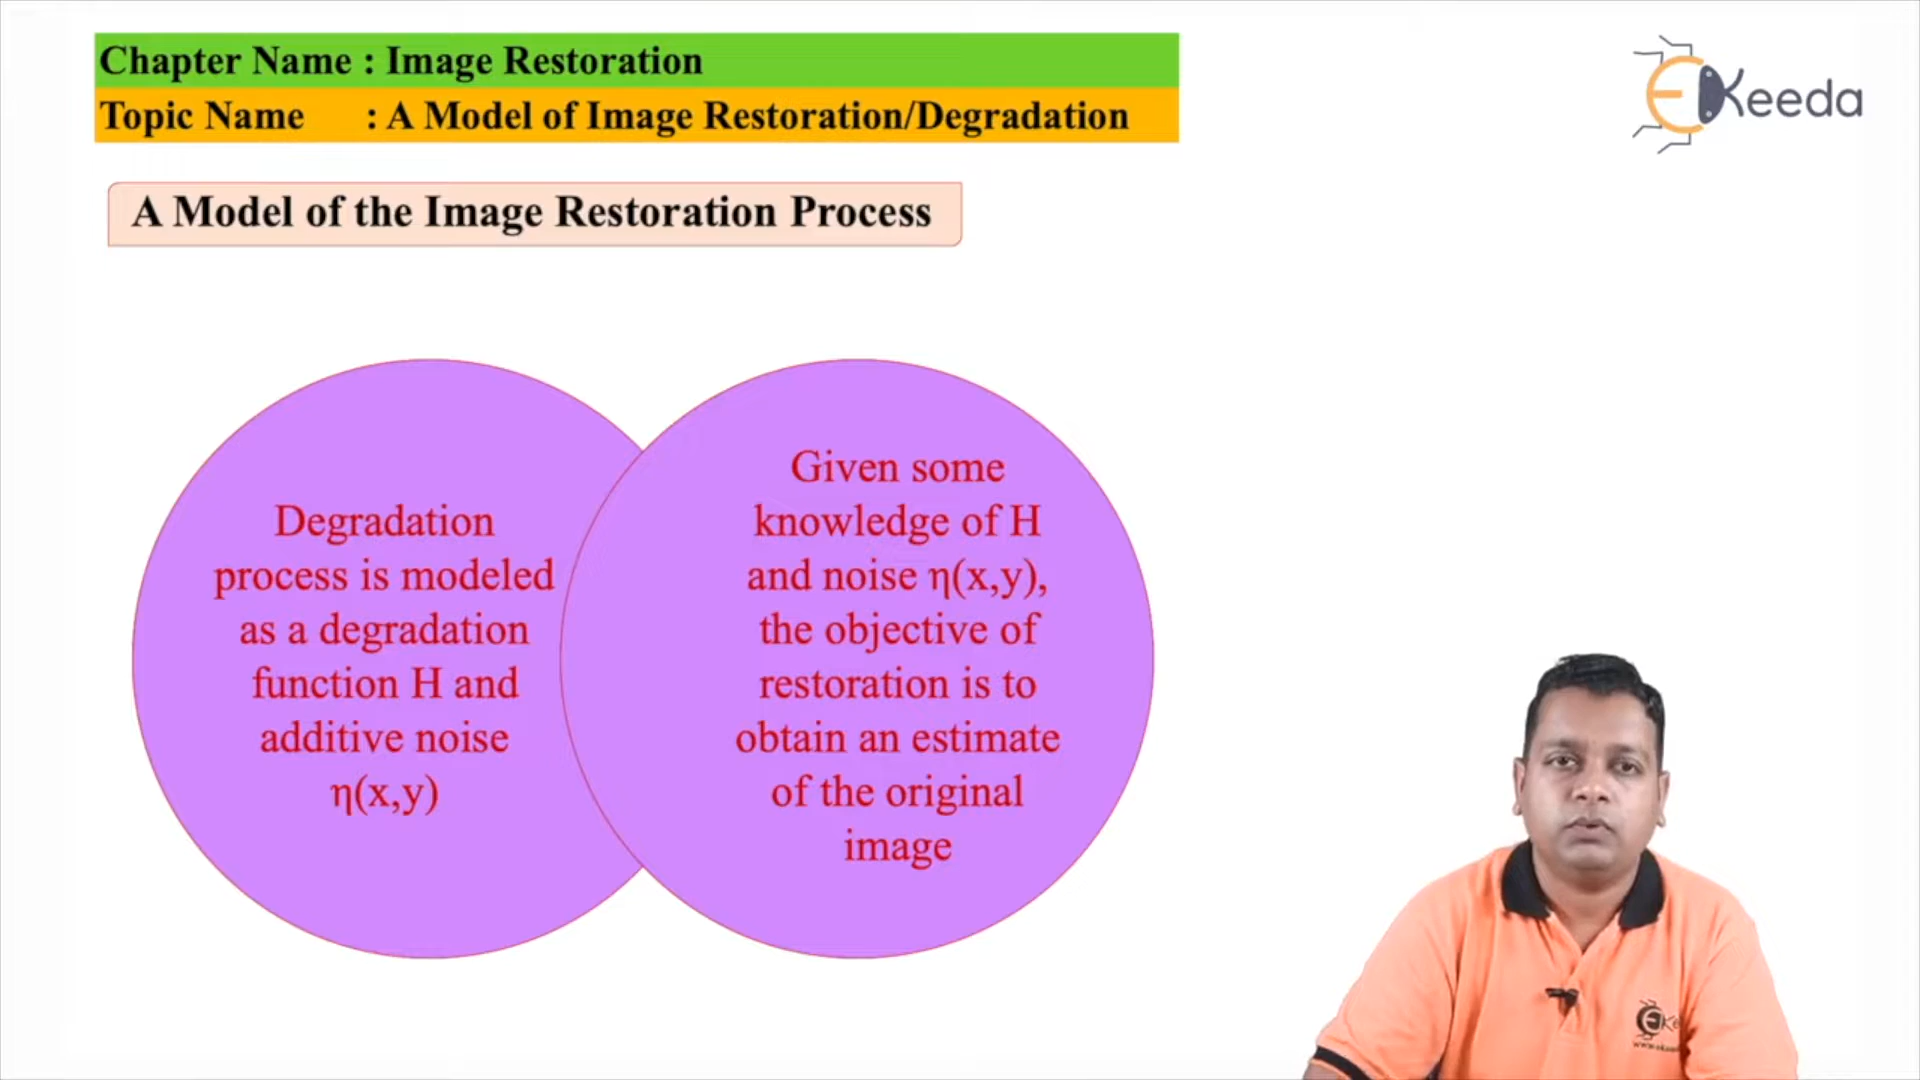 Chapter Name : Image Restoration
Topic Name : A Model of Image Restoration/Degradation
EKeeda
A Model of the Image Restoration Process
Degradation
process is modeled
as a degradation
function H and
additive noise
η(x,y)
Given some
knowledge of H
and noise η(x,y),
the objective of
restoration is to
obtain an estimate
of the original
image